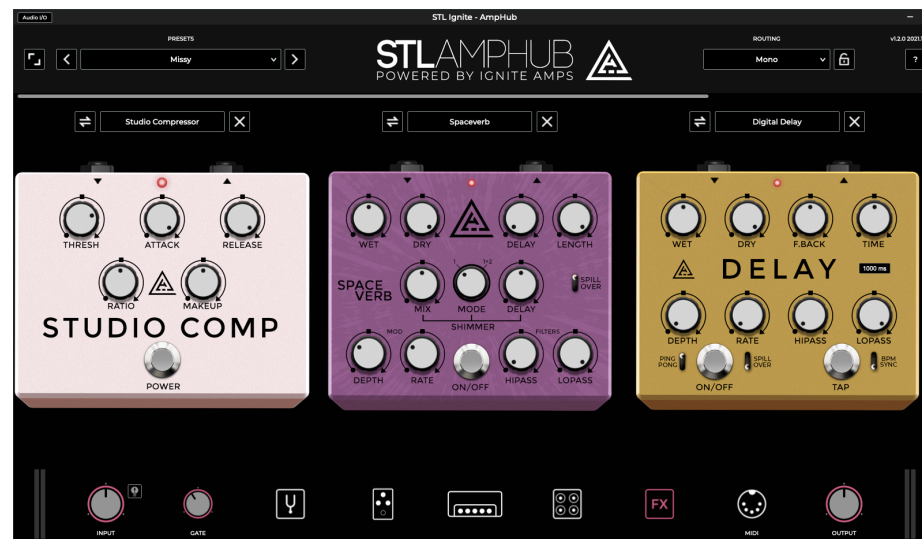 Audio I/O
STL Ignite - AmpHub
PRESETS
Missy
STLAMPHUB
POWERED BY IGNITE AMPS
ROUTING
Mono
v1.2.0 2021.
?
Studio Compressor
Spaceverb
Digital Delay
THRESH
ATTACK
RELEASE
RATIO
MAKEUP
STUDIO COMP
POWER
WET
DRY
DELAY
LENGTH
1
1+2
SPACE
VERB
MIX
MODE
DELAY
SPILL
OVER
SHIMMER
MOD
FILTERS
DEPTH
RATE
ON/OFF
HIPASS
LOPASS
WET
DRY
F.BACK
TIME
DELAY
1000 ms
DEPTH
RATE
HIPASS
LOPASS
PING
PONG
SPILL
OVER
BPM
SYNC
ON/OFF
TAP
INPUT
GATE
FX
MIDI
OUTPUT